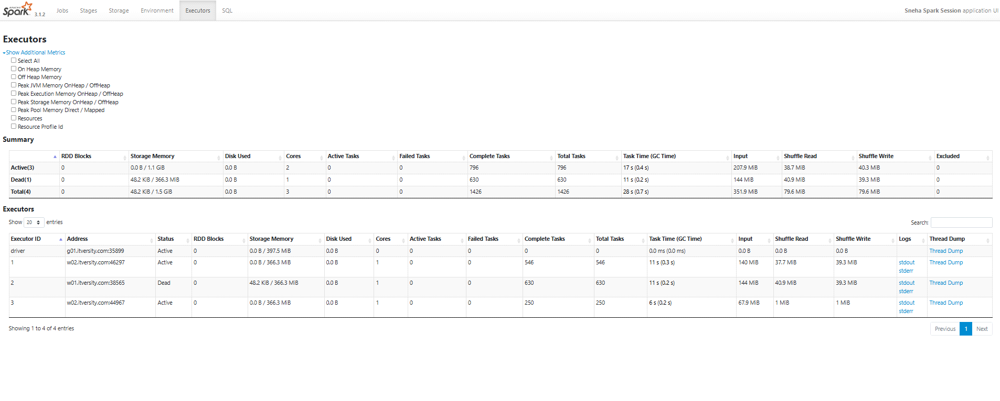 APACHE Spark 3.1.2 Jobs Stages Storage Environment Executors SQL Sneha Spark Session application UI
Executors
Show Additional Metrics
Select All
On Heap Memory
Off Heap Memory
Peak JVM Memory OnHeap / OffHeap
Peak Execution Memory OnHeap / OffHeap
Peak Storage Memory OnHeap / OffHeap
Peak Pool Memory Direct / Mapped
Resources
Resource Profile Id
Summary
RDD Blocks Storage Memory Disk Used Cores Active Tasks Failed Tasks Complete Tasks Total Tasks Task Time (GC Time) Input Shuffle Read Shuffle Write Excluded
Active(3) 0 0.0 B / 1.1 GiB 0.0 B 2 0 0 796 796 17 s (0.4 s) 207.9 MiB 38.7 MiB 40.3 MiB 0
Dead(1) 0 48.2 KiB / 366.3 MiB 0.0 B 1 0 0 630 630 11 s (0.2 s) 144 MiB 40.9 MiB 39.3 MiB 0
Total(4) 0 48.2 KiB / 1.5 GiB 0.0 B 3 0 0 1426 1426 28 s (0.7 s) 351.9 MiB 79.6 MiB 79.6 MiB 0
Executors
Show 20 entries Search:
Executor ID Address Status RDD Blocks Storage Memory Disk Used Cores Active Tasks Failed Tasks Complete Tasks Total Tasks Task Time (GC Time) Input Shuffle Read Shuffle Write Logs Thread Dump
driver g01.itversity.com:35899 Active 0 0.0 B / 397.5 MiB 0.0 B 0 0 0 0 0 0.0 ms (0.0 ms) 0.0 B 0.0 B 0.0 B Thread Dump
1 w02.itversity.com:46297 Active 0 0.0 B / 366.3 MiB 0.0 B 1 0 0 546 546 11 s (0.3 s) 140 MiB 37.7 MiB 39.3 MiB stdout Thread Dump
stderr
2 w01.itversity.com:38565 Dead 0 48.2 KiB / 366.3 MiB 0.0 B 1 0 0 630 630 11 s (0.2 s) 144 MiB 40.9 MiB 39.3 MiB stdout Thread Dump
stderr
3 w02.itversity.com:44967 Active 0 0.0 B / 366.3 MiB 0.0 B 1 0 0 250 250 6 s (0.2 s) 67.9 MiB 1 MiB 1 MiB stdout Thread Dump
stderr
Showing 1 to 4 of 4 entries Previous 1 Next